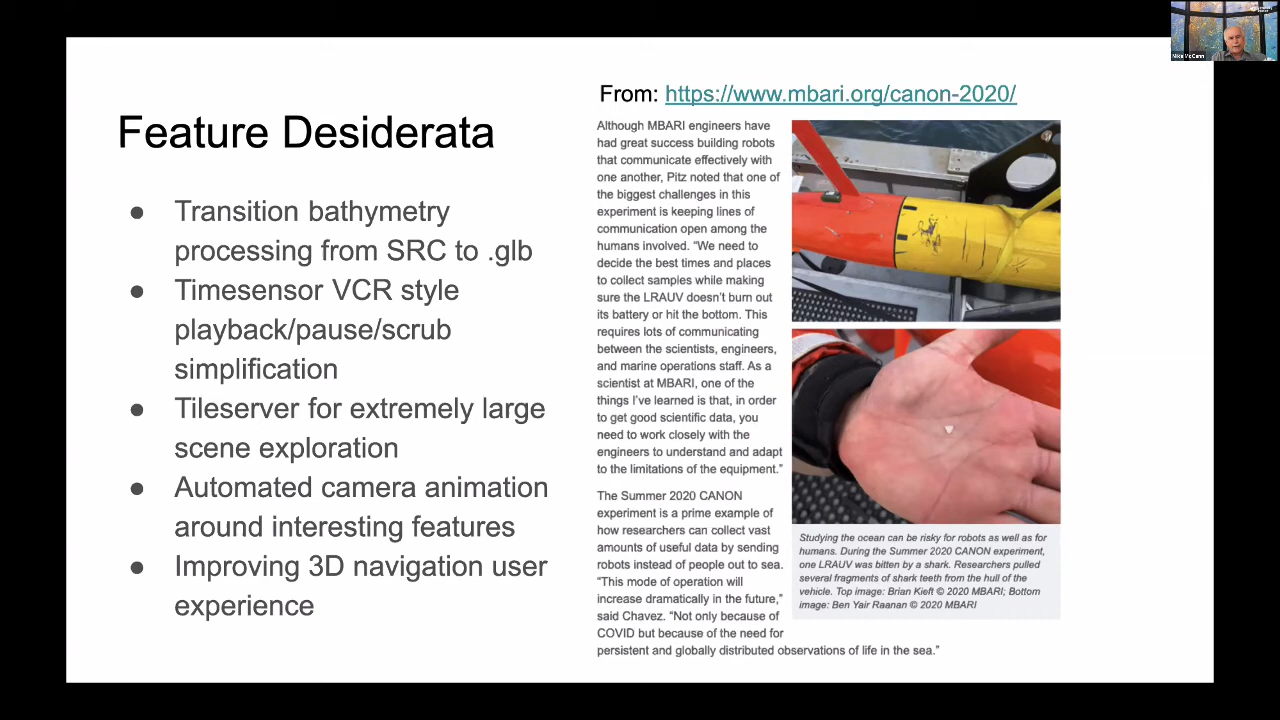 Feature Desiderata
● Transition bathymetry
processing from SRC to .glb
● Timesensor VCR style
playback/pause/scrub
simplification
● Tileserver for extremely large
scene exploration
● Automated camera animation
around interesting features
● Improving 3D navigation user
experience
From: https://www.mbari.org/canon-2020/
Although MBARI engineers have
had great success building robots
that communicate effectively with
one another, Pitz noted that one of
the biggest challenges in this
experiment is keeping lines of
communication open among the
humans involved. “We need to
decide the best times and places
to collect samples while making
sure the LRAUV doesn’t burn out
its battery or hit the bottom. This
requires lots of communicating
between the scientists, engineers,
and marine operations staff. As a
scientist at MBARI, one of the
things I’ve learned is that, in order
to get good scientific data, you
need to work closely with the
engineers to understand and adapt
to the limitations of the equipment.”
The Summer 2020 CANON
experiment is a prime example of
how researchers can collect vast
amounts of useful data by sending
robots instead of people out to sea.
“This mode of operation will
increase dramatically in the future,”
said Chavez. “Not only because of
COVID but because of the need for
persistent and globally distributed observations of life in the sea.”
Studying the ocean can be risky for robots as well as for
humans. During the Summer 2020 CANON experiment,
one LRAUV was bitten by a shark. Researchers pulled
several fragments of shark teeth from the hull of the
vehicle. Top image: Brian Kieft © 2020 MBARI; Bottom
image: Ben Yair Raanan © 2020 MBARI
Mike McCann